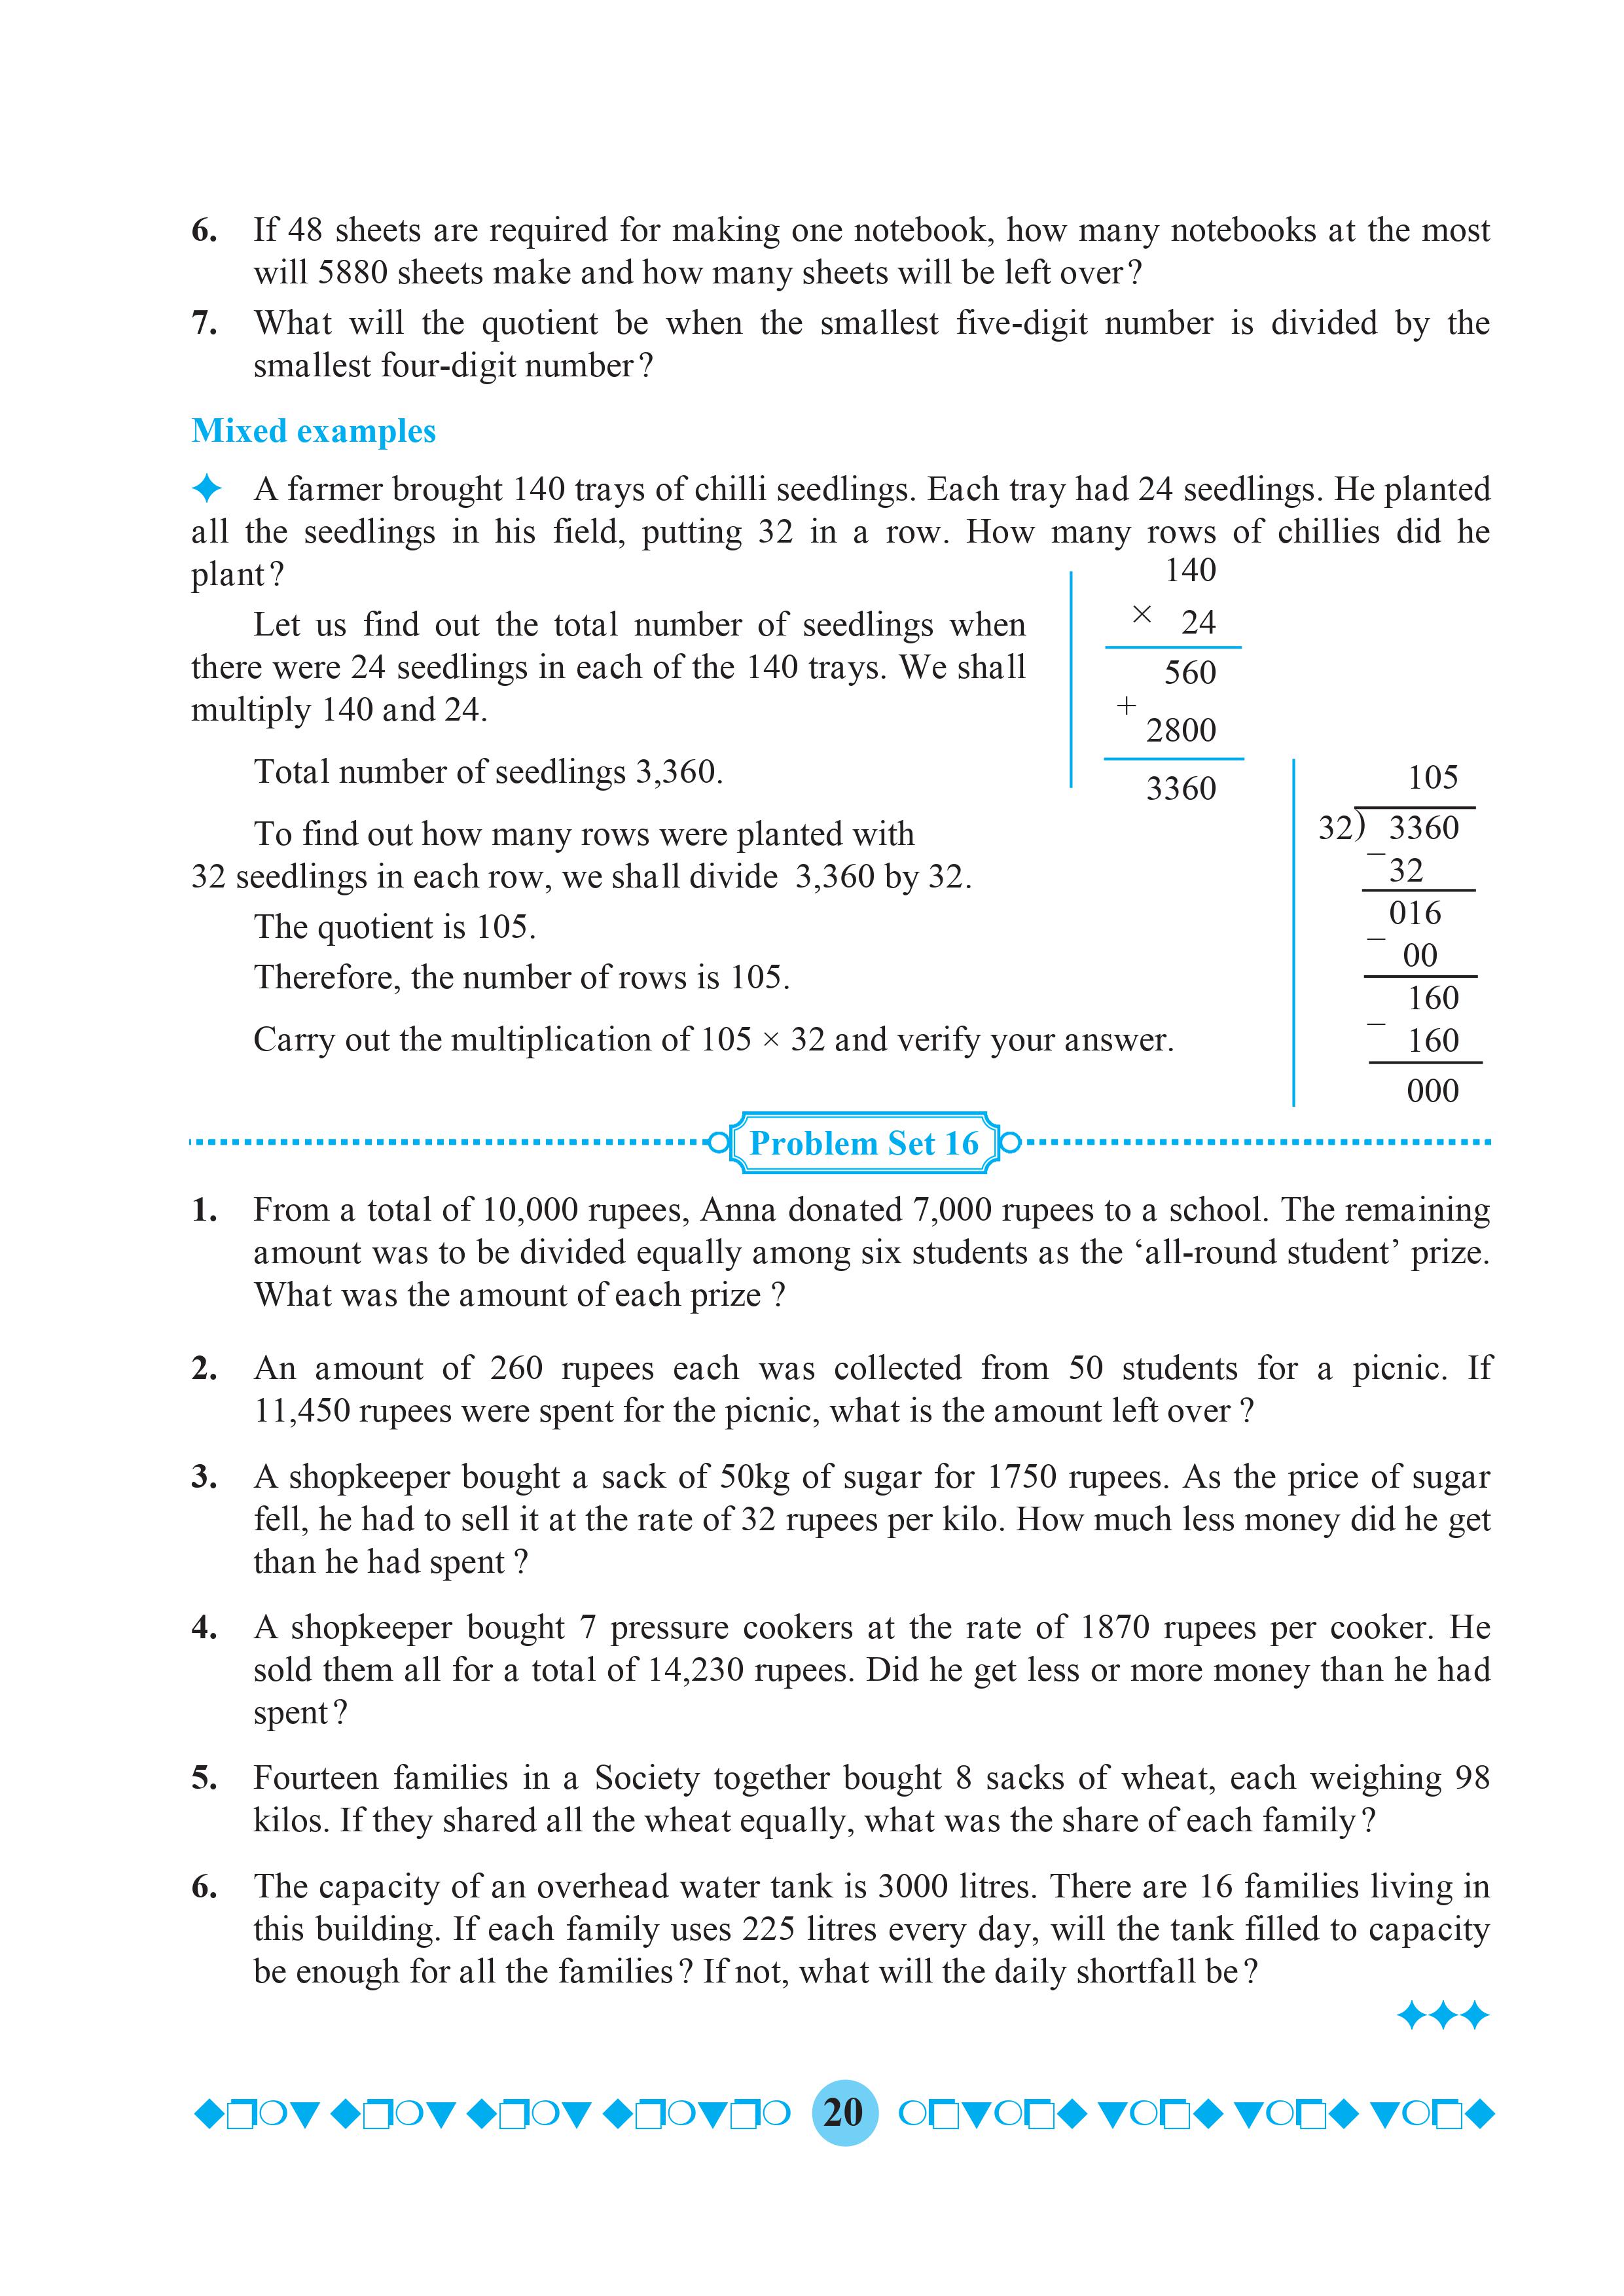 6. If 48 sheets are required for making one notebook, how many notebooks at the most
will 5880 sheets make and how many sheets will be left over?
7. What will the quotient be when the smallest five-digit number is divided by the
smallest four-digit number?
Mixed examples
A farmer brought 140 trays of chilli seedlings. Each tray had 24 seedlings. He planted
all the seedlings in his field, putting 32 in a row. How many rows of chillies did he
plant?
Let us find out the total number of seedlings when
there were 24 seedlings in each of the 140 trays. We shall
multiply 140 and 24.
Total number of seedlings 3,360.
To find out how many rows were planted with
32 seedlings in each row, we shall divide 3,360 by 32.
The quotient is 105.
Therefore, the number of rows is 105.
Carry out the multiplication of 105 × 32 and verify your answer.
140
× 24
560
+
2800
3360
105
32) 3360
– 32
016
– 00
160
– 160
000
Problem Set 16
1. From a total of 10,000 rupees, Anna donated 7,000 rupees to a school. The remaining
amount was to be divided equally among six students as the ‘all-round student’ prize.
What was the amount of each prize ?
2. An amount of 260 rupees each was collected from 50 students for a picnic. If
11,450 rupees were spent for the picnic, what is the amount left over ?
3. A shopkeeper bought a sack of 50kg of sugar for 1750 rupees. As the price of sugar
fell, he had to sell it at the rate of 32 rupees per kilo. How much less money did he get
than he had spent ?
4. A shopkeeper bought 7 pressure cookers at the rate of 1870 rupees per cooker. He
sold them all for a total of 14,230 rupees. Did he get less or more money than he had
spent?
5. Fourteen families in a Society together bought 8 sacks of wheat, each weighing 98
kilos. If they shared all the wheat equally, what was the share of each family?
6. The capacity of an overhead water tank is 3000 litres. There are 16 families living in
this building. If each family uses 225 litres every day, will the tank filled to capacity
be enough for all the families? If not, what will the daily shortfall be?
20